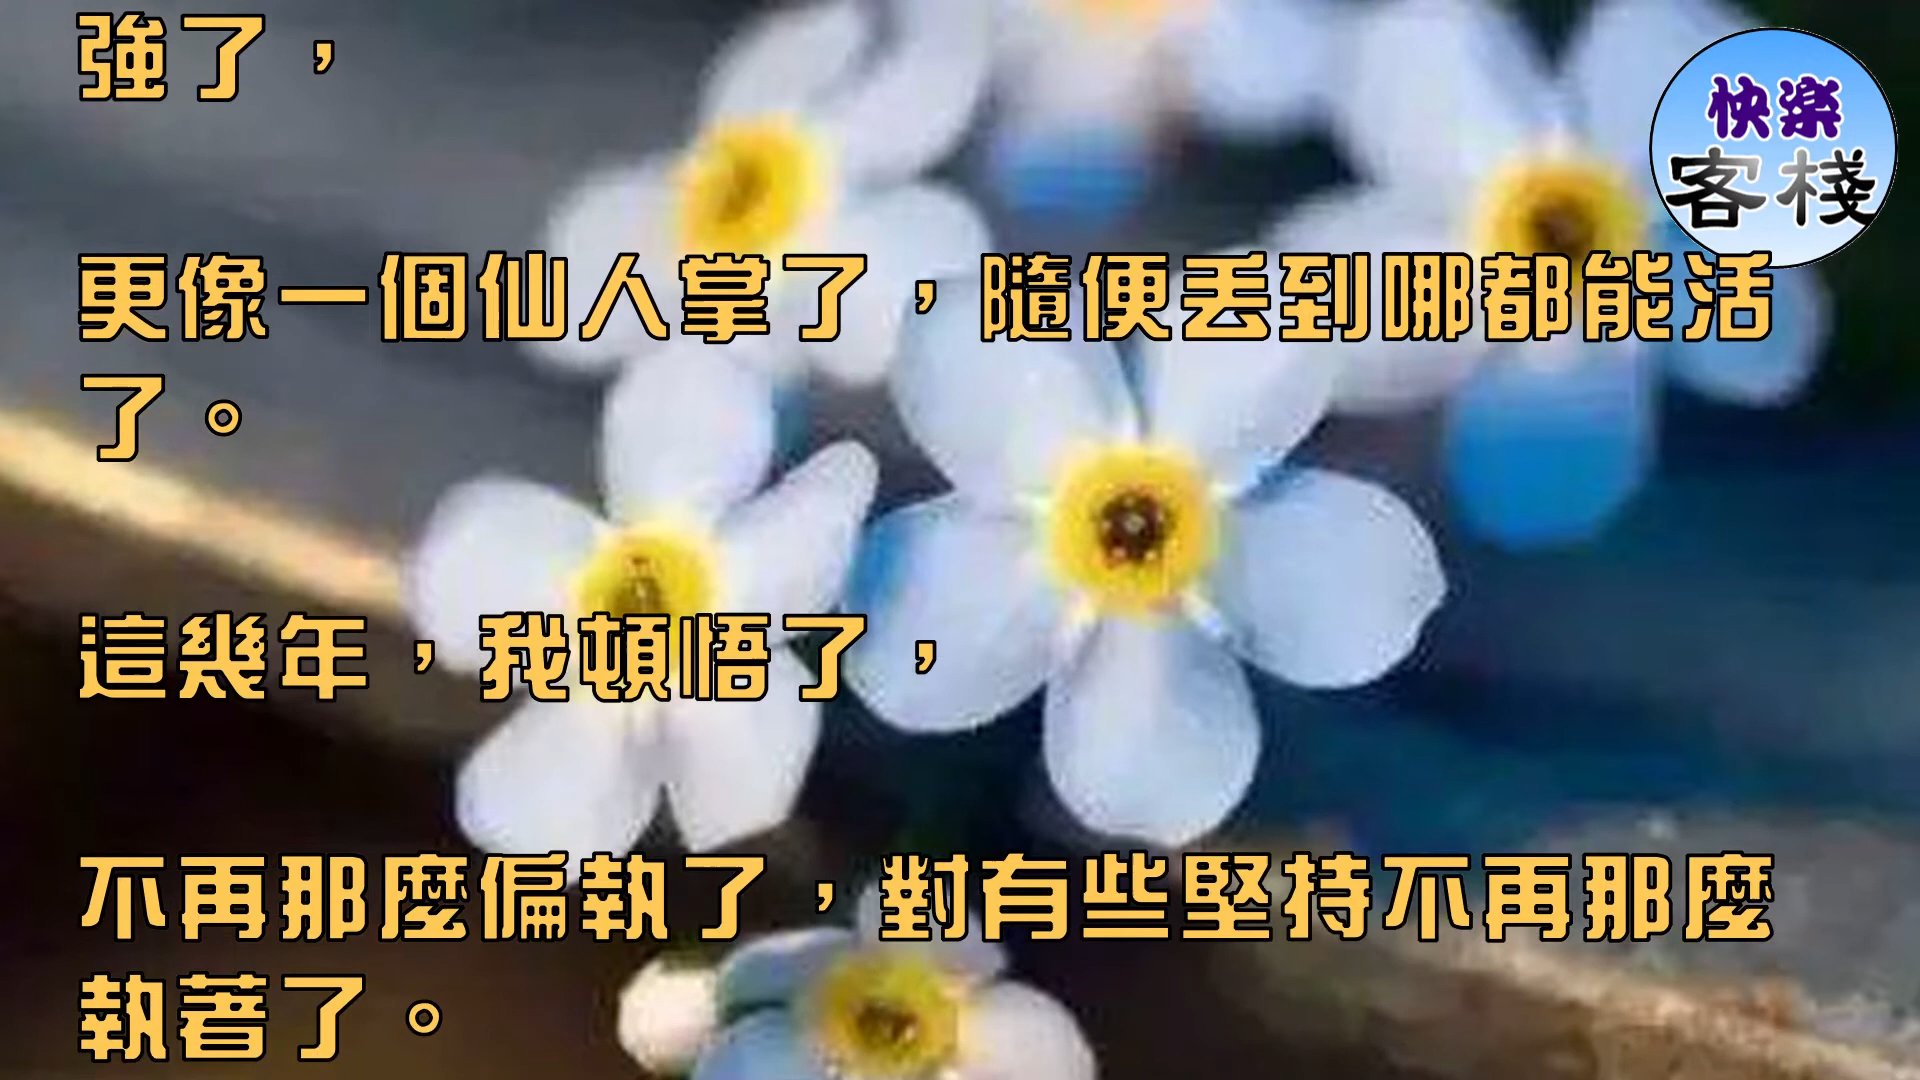 強了，
快楽
客棧
更像一個仙人掌了，隨便丟到哪都能活
了。
這幾年，我頓悟了，
不再那麼偏執了，對有些堅持不再那麼
執著了。